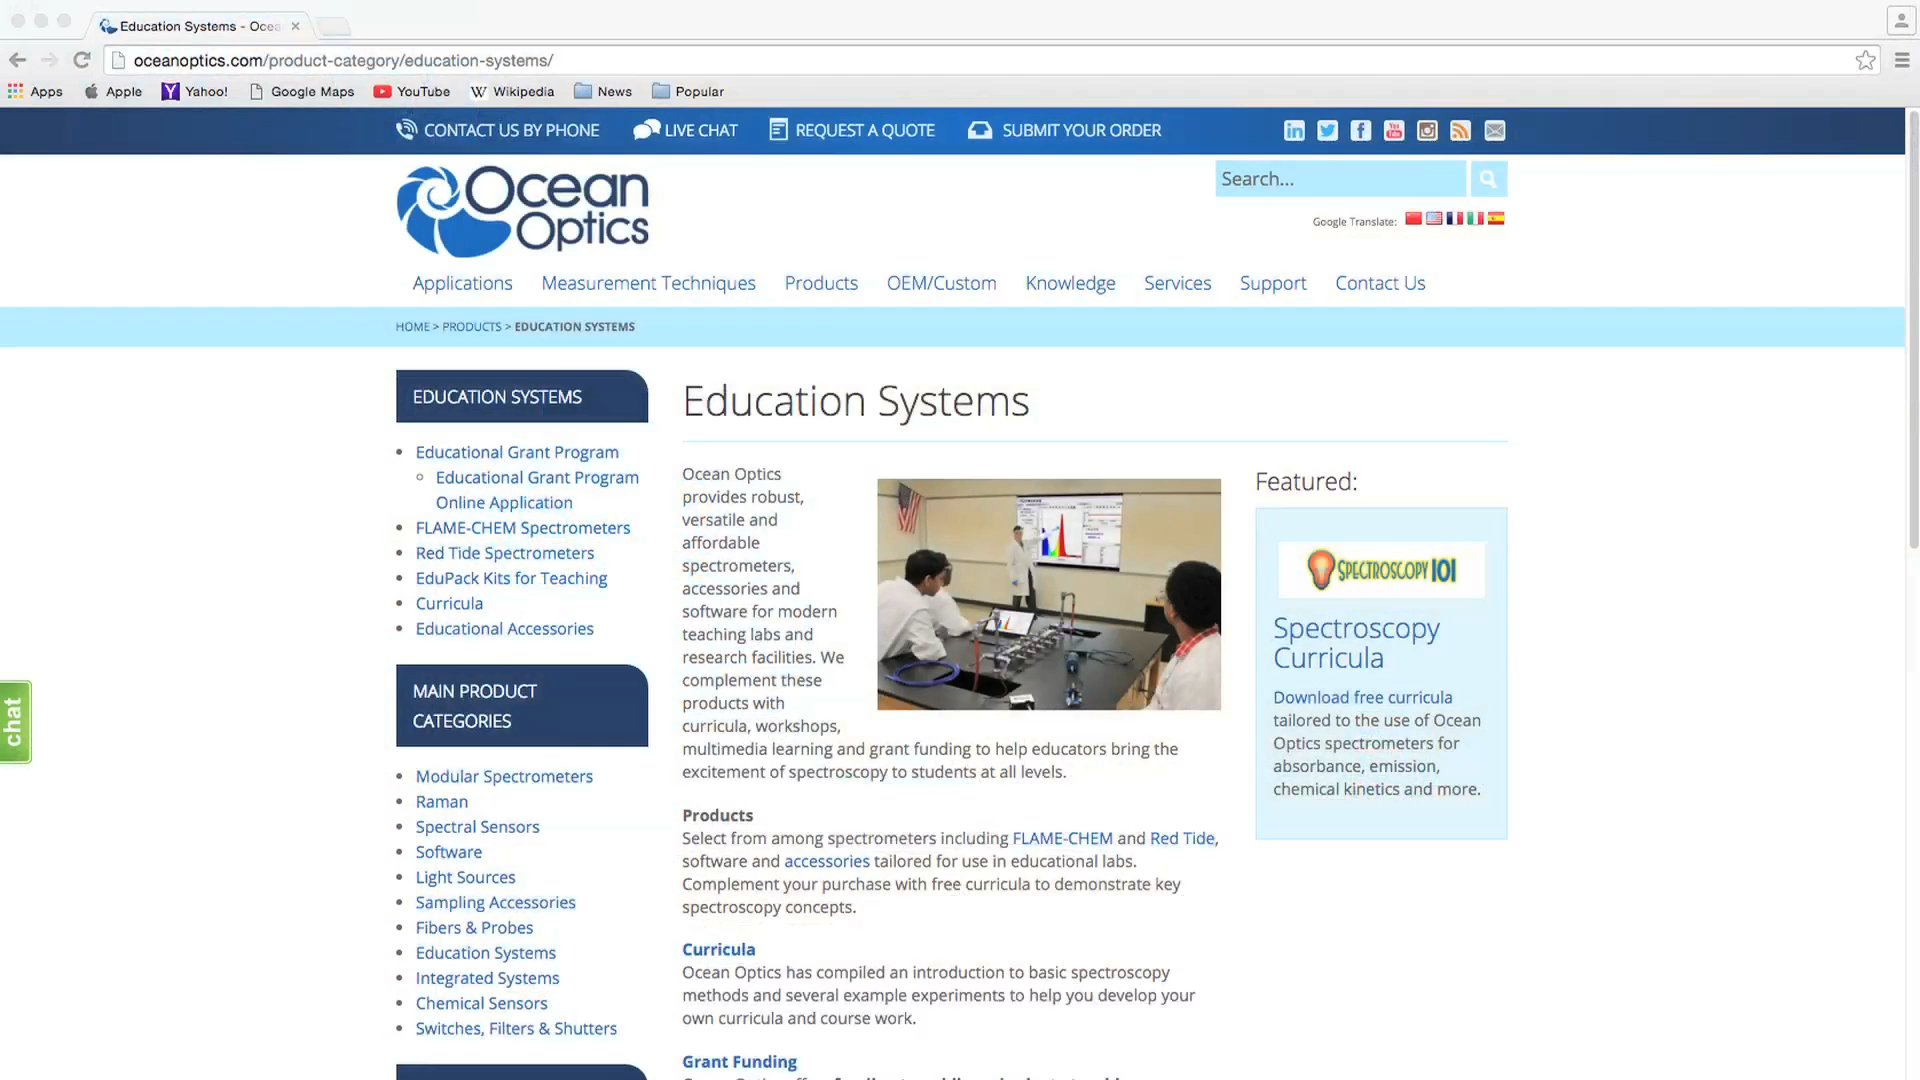 Education Systems - Ocea
oceanoptics.com/product-category/education-systems/
Apps
Apple
Yahoo!
Google Maps
YouTube
Wikipedia
News
Popular
CONTACT US BY PHONE
LIVE CHAT
REQUEST A QUOTE
SUBMIT YOUR ORDER
Ocean
Optics
Search...
Google Translate:
Applications
Measurement Techniques
Products
OEM/Custom
Knowledge
Services
Support
Contact Us
HOME > PRODUCTS > EDUCATION SYSTEMS
EDUCATION SYSTEMS
Educational Grant Program
Educational Grant Program
Online Application
FLAME-CHEM Spectrometers
Red Tide Spectrometers
EduPack Kits for Teaching
Curricula
Educational Accessories
MAIN PRODUCT
CATEGORIES
Modular Spectrometers
Raman
Spectral Sensors
Software
Light Sources
Sampling Accessories
Fibers & Probes
Education Systems
Integrated Systems
Chemical Sensors
Switches, Filters & Shutters
chat
Education Systems
Ocean Optics
provides robust,
versatile and
affordable
spectrometers,
accessories and
software for modern
teaching labs and
research facilities. We
complement these
products with
curricula, workshops,
multimedia learning and grant funding to help educators bring the
excitement of spectroscopy to students at all levels.
Products
Select from among spectrometers including FLAME-CHEM and Red Tide,
software and accessories tailored for use in educational labs.
Complement your purchase with free curricula to demonstrate key
spectroscopy concepts.
Curricula
Ocean Optics has compiled an introduction to basic spectroscopy
methods and several example experiments to help you develop your
own curricula and course work.
Grant Funding
Featured:
SPECTROSCOPY 101
Spectroscopy
Curricula
Download free curricula
tailored to the use of Ocean
Optics spectrometers for
absorbance, emission,
chemical kinetics and more.